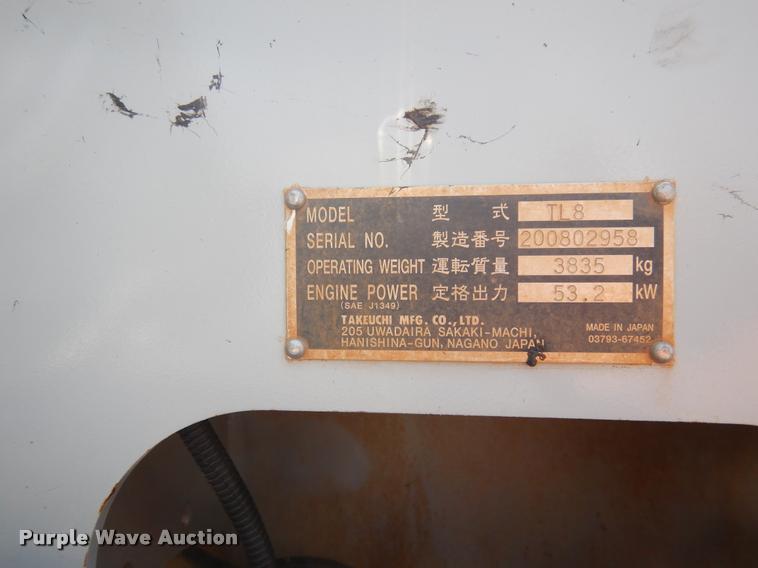 MODEL 型 式 TL8
SERIAL NO. 製造番号 200802958
OPERATING WEIGHT 運転質量 3835 kg
ENGINE POWER 定格出力 53.2 kW
(SAE J1349)
TAKEUCHI MFG. CO.,LTD.
205 UWADAIRA SAKAKI-MACHI,
HANISHINA-GUN, NAGANO JAPAN
MADE IN JAPAN
03793-67452
Purple Wave Auction